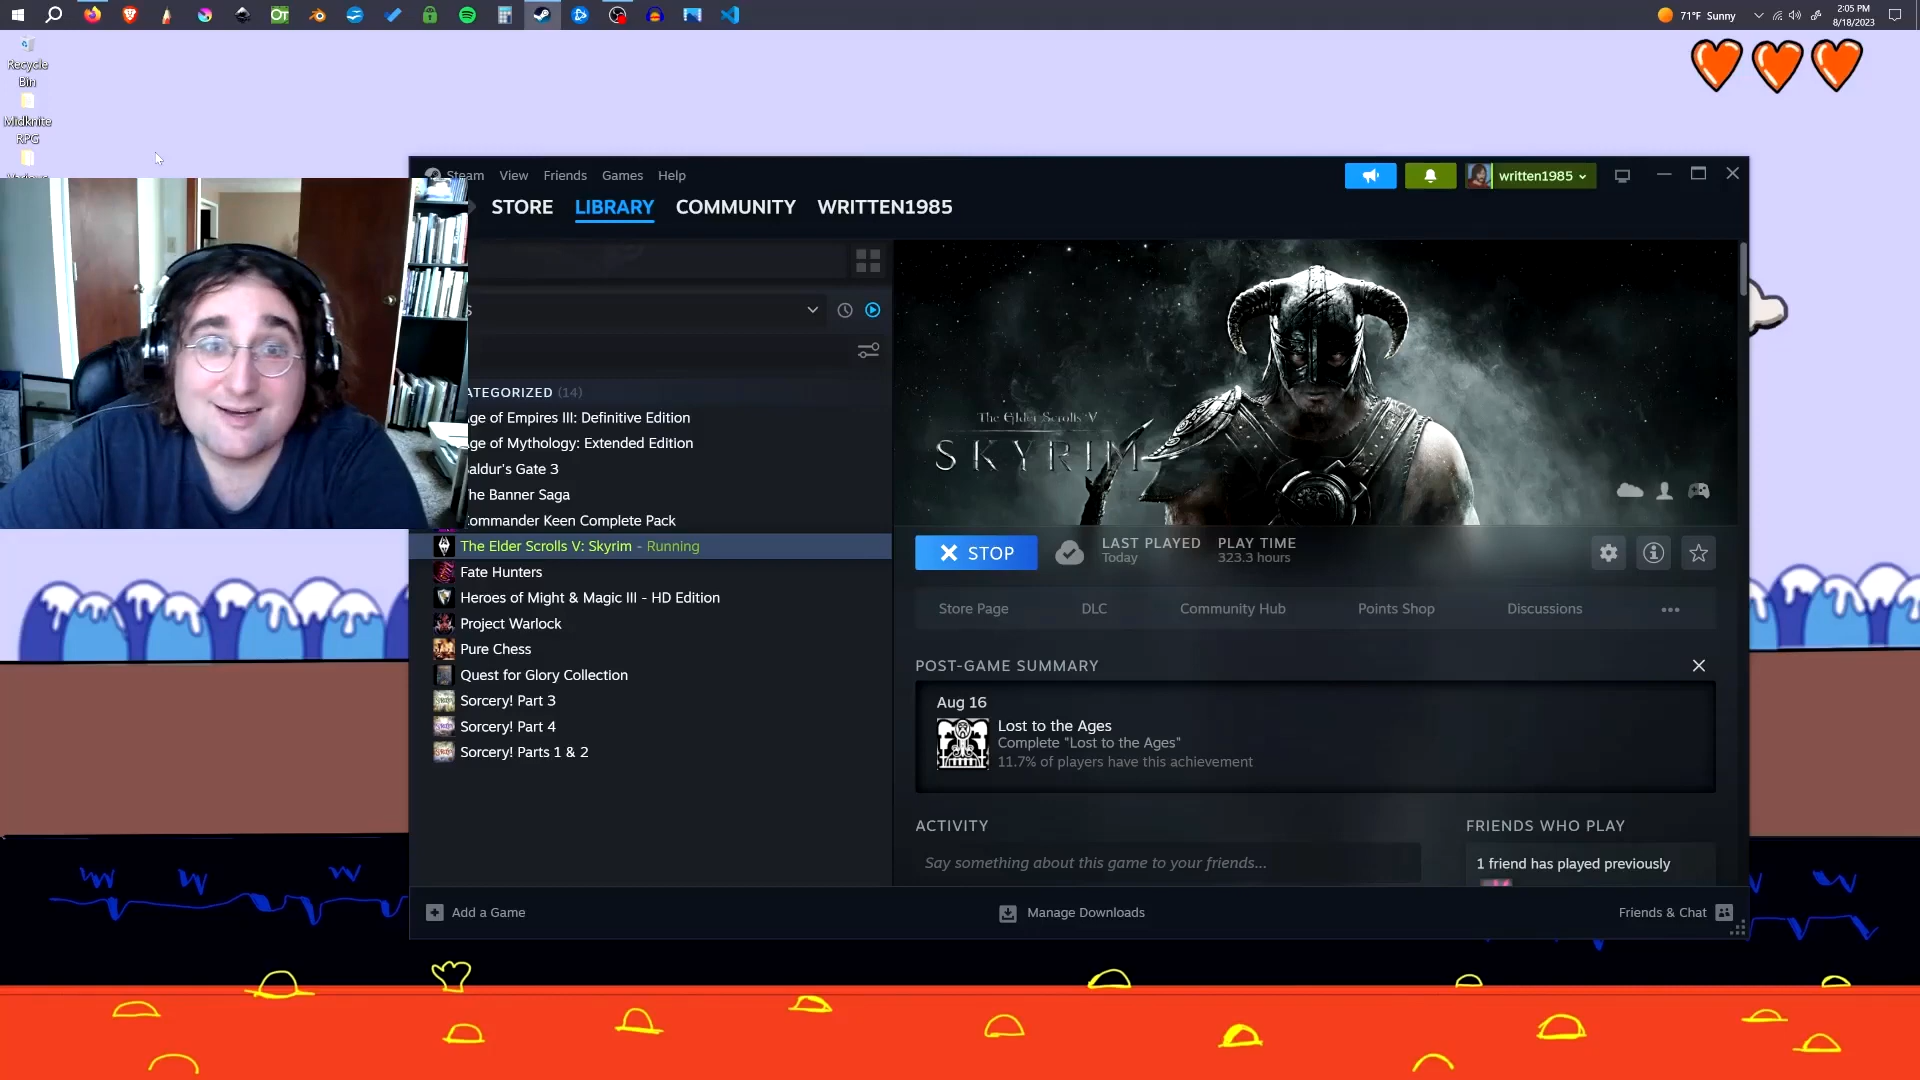 71°F Sunny
2:05 PM
8/18/2023
Recycle
Bin
Midknite
RPG
Steam View Friends Games Help
written1985
STORE LIBRARY COMMUNITY WRITTEN1985
ATEGORIZED (14)
ge of Empires III: Definitive Edition
ge of Mythology: Extended Edition
aldur's Gate 3
he Banner Saga
ommander Keen Complete Pack
The Elder Scrolls V: Skyrim - Running
Fate Hunters
Heroes of Might & Magic III - HD Edition
Project Warlock
Pure Chess
Quest for Glory Collection
Sorcery! Part 3
Sorcery! Part 4
Sorcery! Parts 1 & 2
The Elder Scrolls V
SKYRIM
STOP
LAST PLAYED
Today
PLAY TIME
323.3 hours
Store Page DLC Community Hub Points Shop Discussions
POST-GAME SUMMARY
Aug 16
Lost to the Ages
Complete "Lost to the Ages"
11.7% of players have this achievement
ACTIVITY
Say something about this game to your friends...
FRIENDS WHO PLAY
1 friend has played previously
Add a Game
Manage Downloads
Friends & Chat